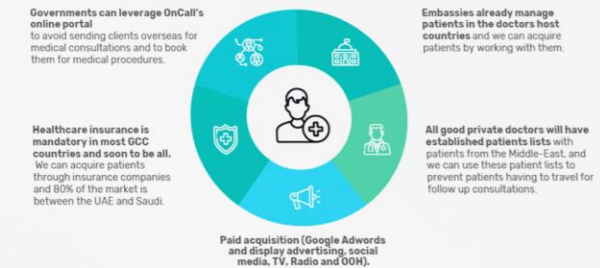 Governments can leverage OnCall's
online portal
to avoid sending clients overseas for
medical consultations and to book
them for medical procedures.
Embassies already manage
patients in the doctors host
countries and we can acquire
patients by working with them.
Healthcare insurance is
mandatory in most GCC
countries and soon to be all.
We can acquire patients
through insurance companies
and 80% of the market is
between the UAE and Saudi.
All good private doctors will have
established patients lists with
patients from the Middle-East, and
we can use these patient lists to
prevent patients having to travel for
follow up consultations.
Paid acquisition (Google Adwords
and display advertising, social
media, TV, Radio and OOH).